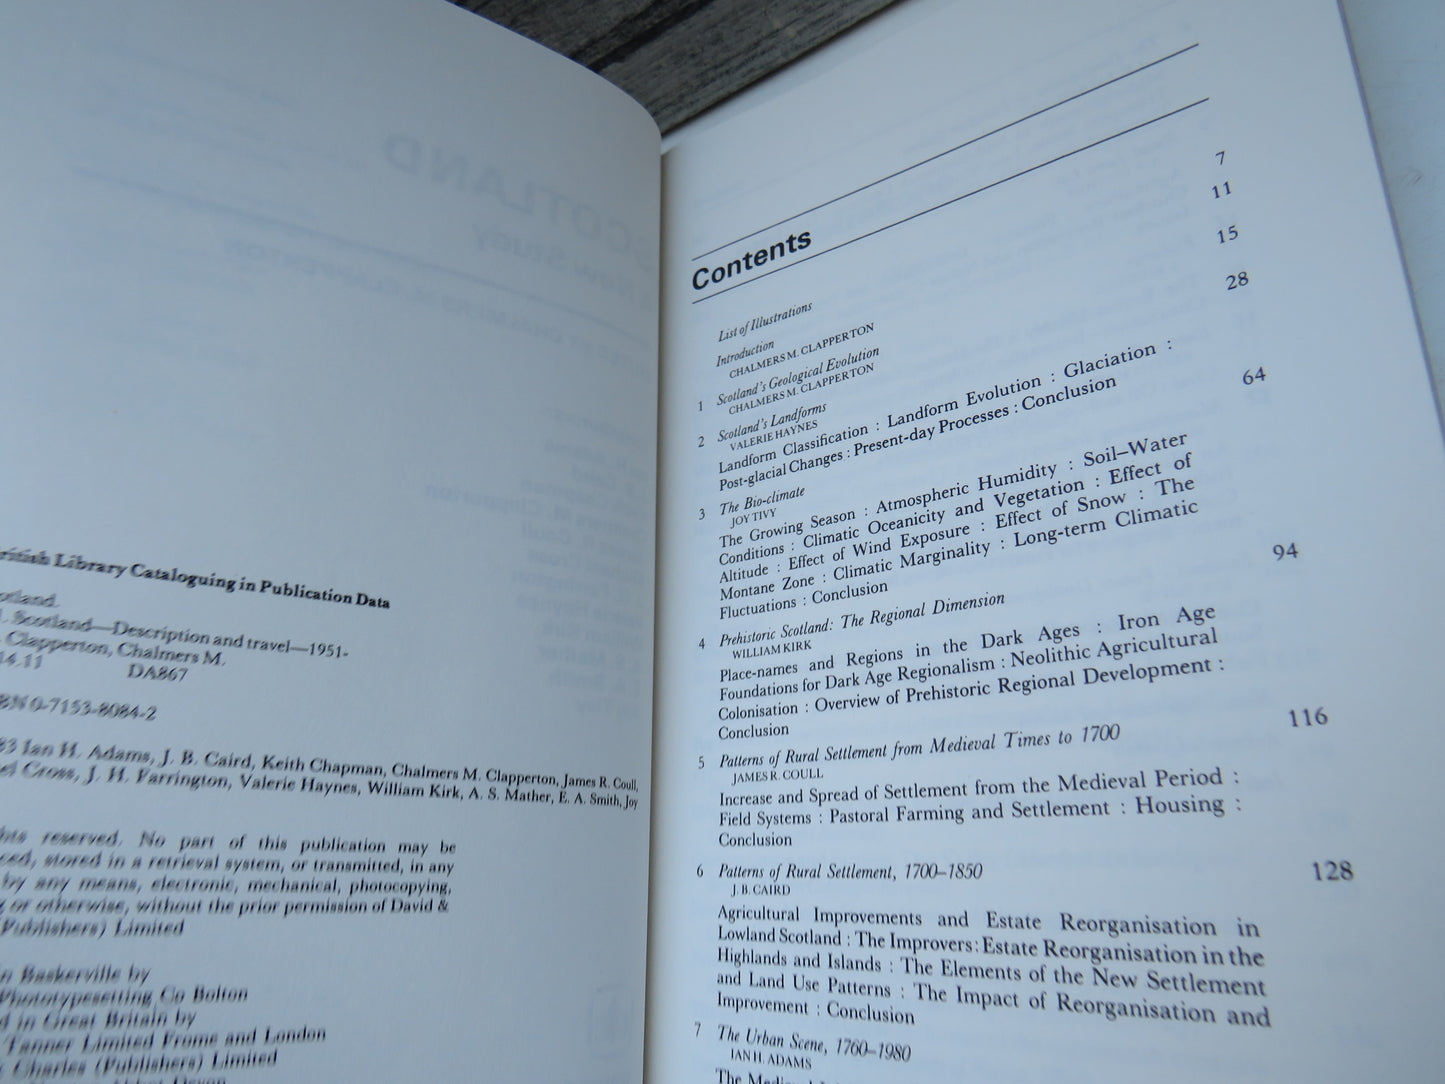 British Library Cataloguing in Publication Data
Scotland—Description and travel—1951-
Clapperton, Chalmers M.
14.11 DA867
0-7153-8084-2
Ian H. Adams, J. B. Caird, Keith Chapman, Chalmers M. Clapperton, James R. Coull,
Cross, J. H. Farrington, Valerie Haynes, William Kirk, A. S. Mather, E. A. Smith, Joy
reserved. No part of this publication may be
stored in a retrieval system, or transmitted, in any
by any means, electronic, mechanical, photocopying,
or otherwise, without the prior permission of David &
(Publishers) Limited
in Baskerville by
Phototypesetting Co Bolton
in Great Britain by
Tanner Limited Frome and London
Charles (Publishers) Limited
Contents
List of Illustrations 7
Introduction 11
CHALMERS M. CLAPPERTON
1 Scotland's Geological Evolution 15
CHALMERS M. CLAPPERTON
2 Scotland's Landforms 28
VALERIE HAYNES
Landform Classification : Landform Evolution : Glaciation :
Post-glacial Changes : Present-day Processes : Conclusion
3 The Bio-climate 64
JOY TIVY
The Growing Season : Atmospheric Humidity : Soil–Water
Conditions : Climatic Oceanicity and Vegetation : Effect of
Altitude : Effect of Wind Exposure : Effect of Snow : The
Montane Zone : Climatic Marginality : Long-term Climatic
Fluctuations : Conclusion
4 Prehistoric Scotland: The Regional Dimension 94
WILLIAM KIRK
Place-names and Regions in the Dark Ages : Iron Age
Foundations for Dark Age Regionalism : Neolithic Agricultural
Colonisation : Overview of Prehistoric Regional Development :
Conclusion
5 Patterns of Rural Settlement from Medieval Times to 1700 116
JAMES R. COULL
Increase and Spread of Settlement from the Medieval Period :
Field Systems : Pastoral Farming and Settlement : Housing :
Conclusion
6 Patterns of Rural Settlement, 1700–1850 128
J. B. CAIRD
Agricultural Improvements and Estate Reorganisation in
Lowland Scotland : The Improvers : Estate Reorganisation in the
Highlands and Islands : The Elements of the New Settlement
and Land Use Patterns : The Impact of Reorganisation and
Improvement : Conclusion
7 The Urban Scene, 1760–1980
IAN H. ADAMS
The